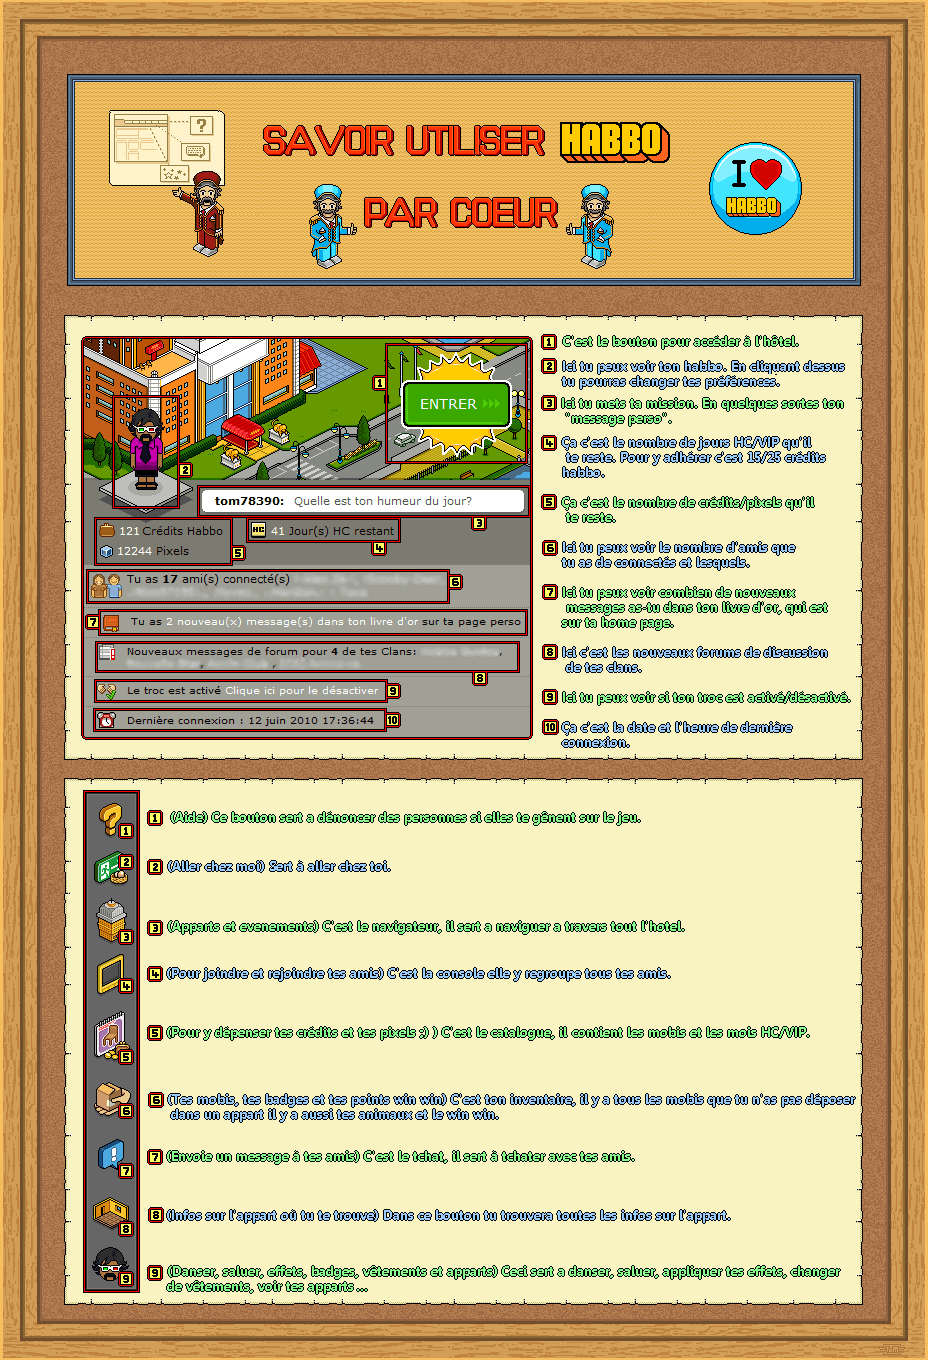 SAVOIR UTILISER HABBO
PAR COEUR
I
HABBO
ENTRER
tom78390: Quelle est ton humeur du jour?
121 Crédits Habbo
41 Jour(s) HC restant
12244 Pixels
Tu as 17 ami(s) connecté(s)
Tu as 2 nouveau(x) message(s) dans ton livre d'or sur ta page perso
Nouveaux messages de forum pour 4 de tes Clans:
Le troc est activé Clique ici pour le désactiver
Dernière connexion : 12 juin 2010 17:36:44
1 C'est le bouton pour accéder à l'hôtel.
2 Ici tu peux voir ton habbo. En cliquant dessus
tu pourras changer tes préférences.
3 Ici tu mets ta mission. En quelques sortes ton
"message perso".
4 Ça c'est le nombre de jours HC/VIP qu'il
te reste. Pour y adhérer c'est 15/25 crédits
habbo.
5 Ça c'est le nombre de crédits/pixels qu'il
te reste.
6 Ici tu peux voir le nombre d'amis que
tu as de connectés et lesquels.
7 Ici tu peux voir combien de nouveaux
messages as-tu dans ton livre d'or, qui est
sur ta home page.
8 Ici c'est les nouveaux forums de discussion
de tes clans.
9 Ici tu peux voir si ton troc est activé/désactivé.
10 Ça c'est la date et l'heure de dernière
connexion.
1 (Aide) Ce bouton sert a dénoncer des personnes si elles te gênent sur le jeu.
2 (Aller chez moi) Sert à aller chez toi.
3 (Apparts et evenements) C'est le navigateur, il sert a naviguer a travers tout l'hotel.
4 (Pour joindre et rejoindre tes amis) C'est la console elle y regroupe tous tes amis.
5 (Pour y dépenser tes crédits et tes pixels ;) ) C'est le catalogue, il contient les mobis et les mois HC/VIP.
6 (Tes mobis, tes badges et tes points win win) C'est ton inventaire, il y a tous les mobis que tu n'as pas déposer
dans un appart il y a aussi tes animaux et le win win.
7 (Envoie un message à tes amis) C'est le tchat, il sert à tchater avec tes amis.
8 (Infos sur l'appart où tu te trouve) Dans ce bouton tu trouvera toutes les infos sur l'appart.
9 (Danser, saluer, effets, badges, vêtements et apparts) Ceci sert a danser, saluer, appliquer tes effets, changer
de vêtements, voir tes apparts ...